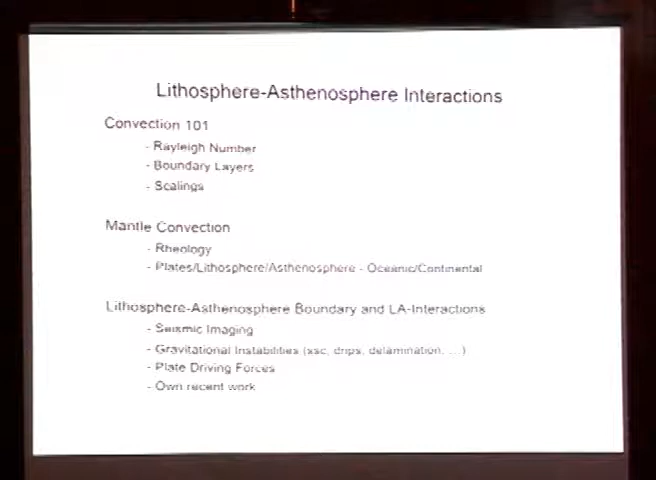 Lithosphere-Asthenosphere Interactions
Convection 101
- Rayleigh Number
- Boundary Layers
- Scalings
Mantle Convection
- Rheology
- Plates/Lithosphere/Asthenosphere - Oceanic/Continental
Lithosphere-Asthenosphere Boundary and LA-Interactions
- Seismic Imaging
- Gravitational Instabilities (ssc, drips, delamination, ...)
- Plate Driving Forces
- Own recent work